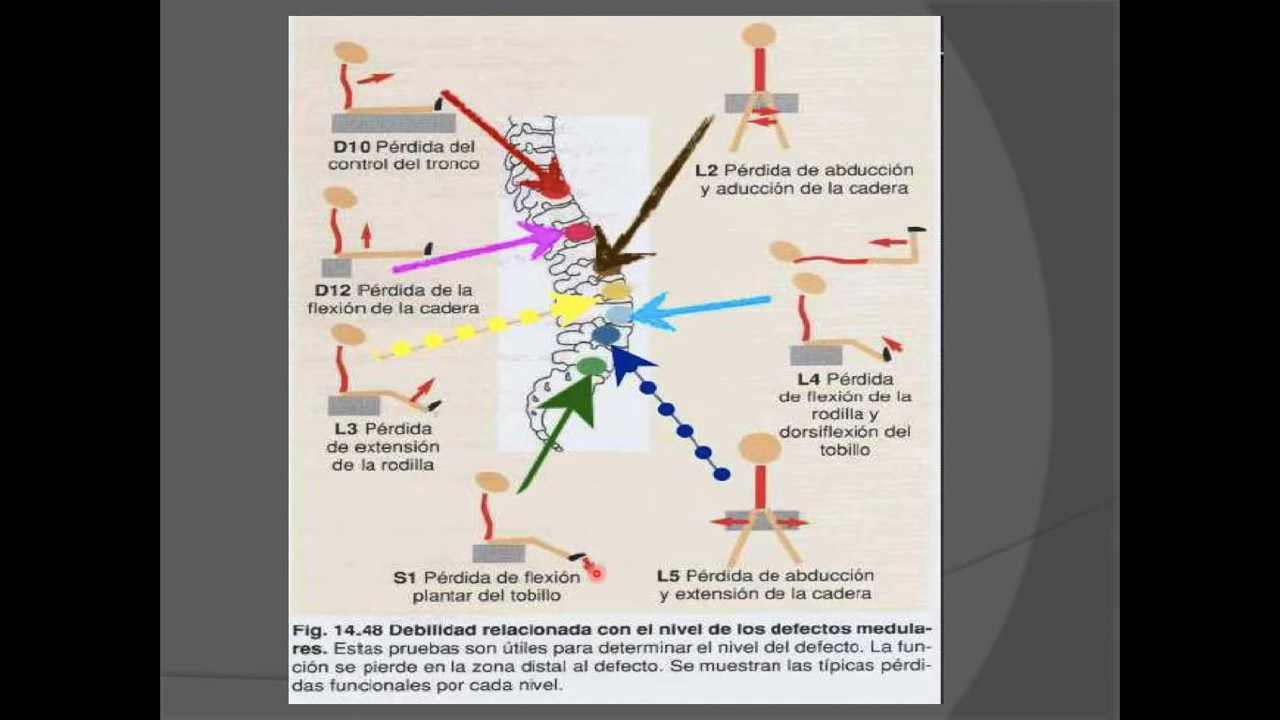 D10 Pérdida del
control del tronco
L2 Pérdida de abducción
y aducción de la cadera
D12 Pérdida de la
flexión de la cadera
L3 Pérdida
de extensión
de la rodilla
L4 Pérdida
de flexión de la
rodilla y
dorsiflexión del
tobillo
S1 Pérdida de flexión
plantar del tobillo
L5 Pérdida de abducción
y extensión de la cadera
Fig. 14.48 Debilidad relacionada con el nivel de los defectos medula-
res. Estas pruebas son útiles para determinar el nivel del defecto. La fun-
ción se pierde en la zona distal al defecto. Se muestran las típicas pérdi-
das funcionales por cada nivel.